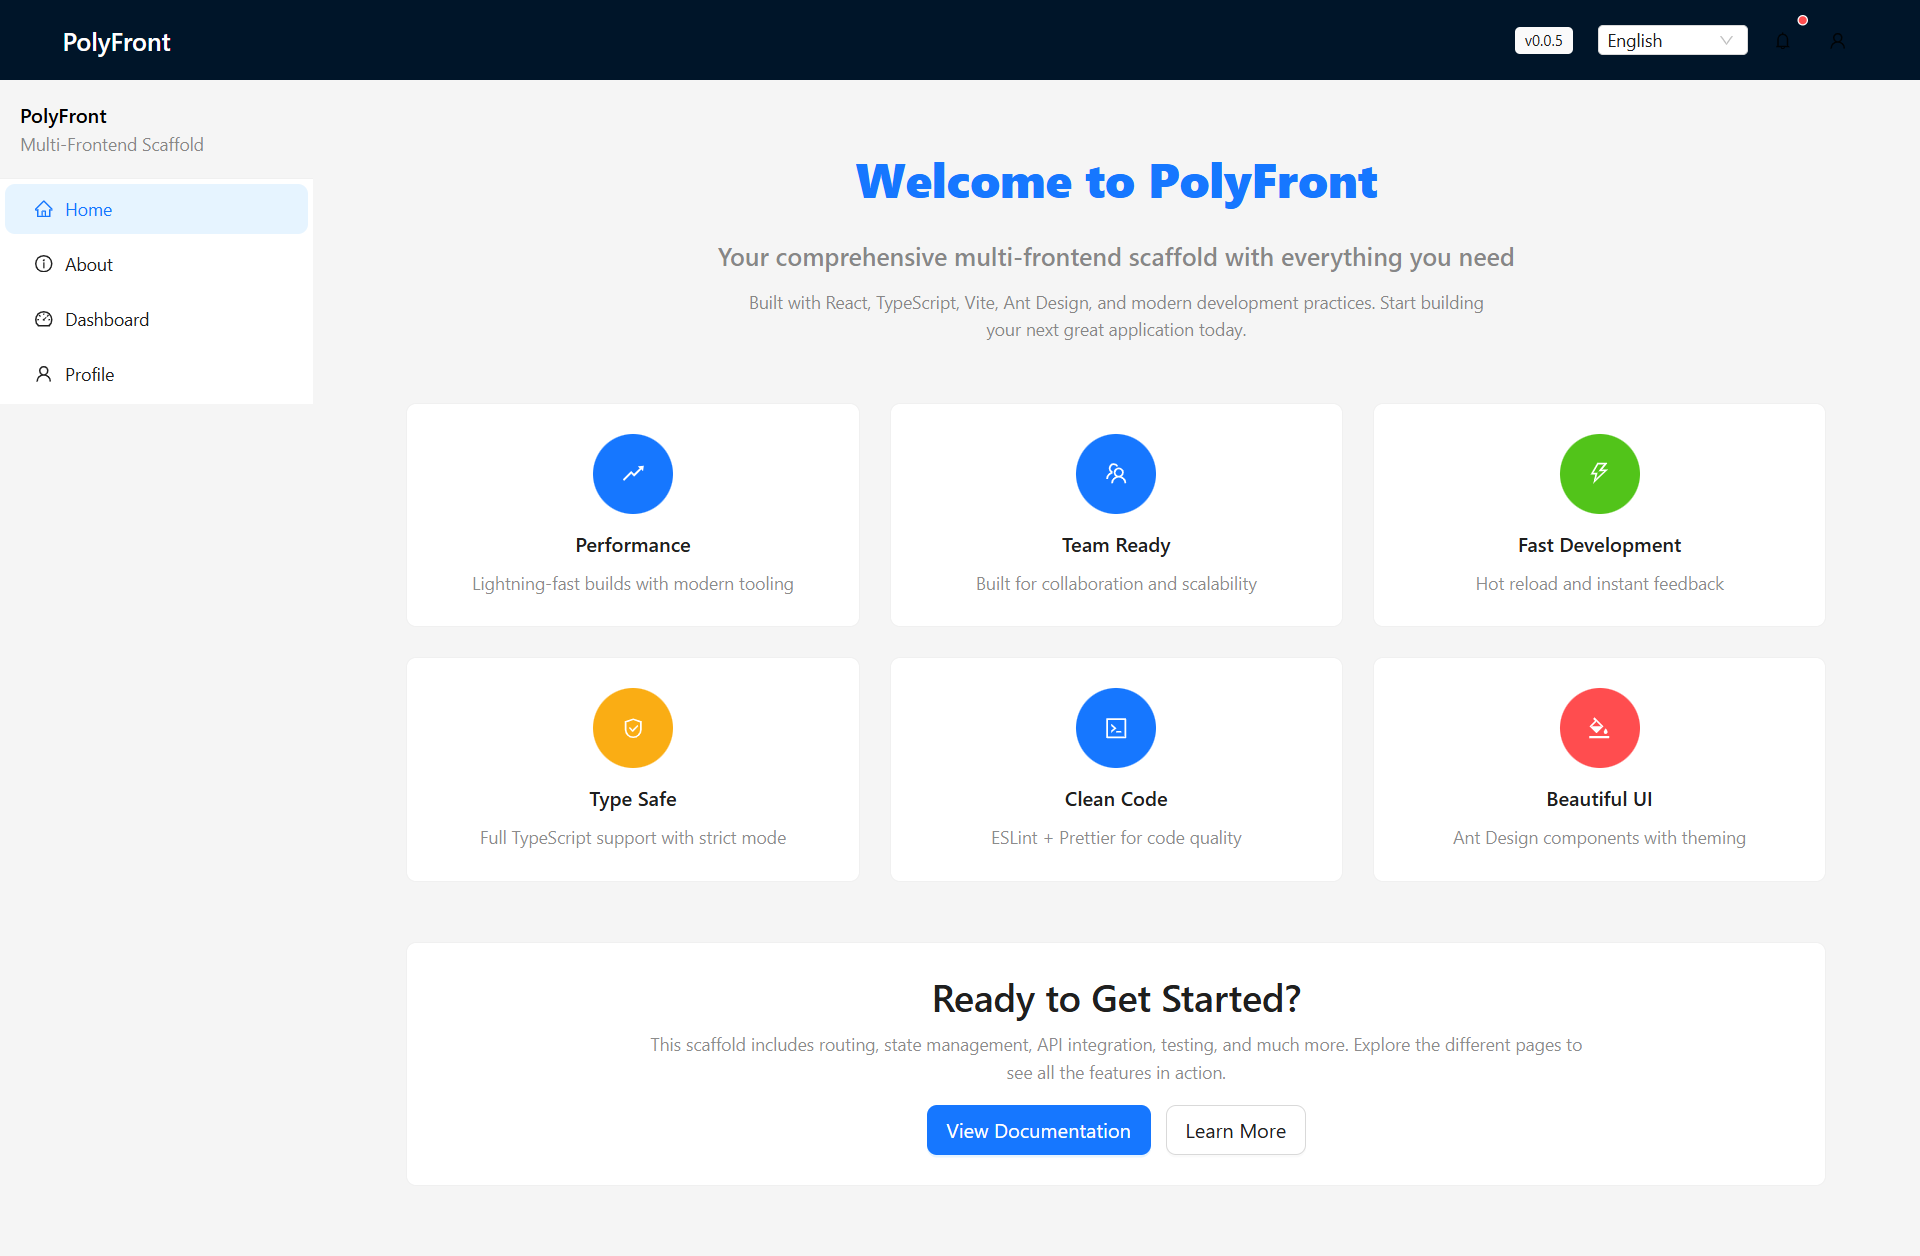 PolyFront
v0.0.5
English
PolyFront
Multi-Frontend Scaffold
Home
About
Dashboard
Profile
Welcome to PolyFront
Your comprehensive multi-frontend scaffold with everything you need
Built with React, TypeScript, Vite, Ant Design, and modern development practices. Start building
your next great application today.
Performance
Lightning-fast builds with modern tooling
Team Ready
Built for collaboration and scalability
Fast Development
Hot reload and instant feedback
Type Safe
Full TypeScript support with strict mode
Clean Code
ESLint + Prettier for code quality
Beautiful UI
Ant Design components with theming
Ready to Get Started?
This scaffold includes routing, state management, API integration, testing, and much more. Explore the different pages to
see all the features in action.
View Documentation
Learn More